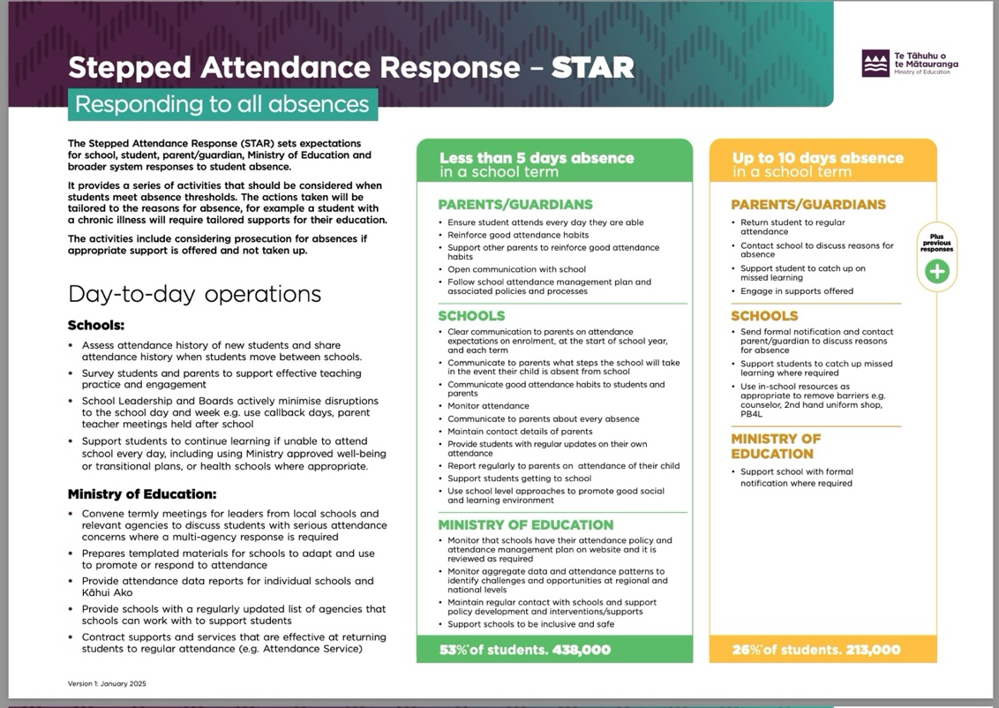 Stepped Attendance Response – STAR
Responding to all absences
Te Tāhuhu o
te Mātauranga
Ministry of Education
The Stepped Attendance Response (STAR) sets expectations
for school, student, parent/guardian, Ministry of Education and
broader system responses to student absence.
It provides a series of activities that should be considered when
students meet absence thresholds. The actions taken will be
tailored to the reasons for absence, for example a student with
a chronic illness will require tailored supports for their education.
The activities include considering prosecution for absences if
appropriate support is offered and not taken up.
Day-to-day operations
Schools:
• Assess attendance history of new students and share
attendance history when students move between schools.
• Survey students and parents to support effective teaching
practice and engagement
• School Leadership and Boards actively minimise disruptions
to the school day and week e.g. use callback days, parent
teacher meetings held after school
• Support students to continue learning if unable to attend
school every day, including using Ministry approved well-being
or transitional plans, or health schools where appropriate.
Ministry of Education:
• Convene termly meetings for leaders from local schools and
relevant agencies to discuss students with serious attendance
concerns where a multi-agency response is required
• Prepares templated materials for schools to adapt and use
to promote or respond to attendance
• Provide attendance data reports for individual schools and
Kāhui Ako
• Provide schools with a regularly updated list of agencies that
schools can work with to support students
• Contract supports and services that are effective at returning
students to regular attendance (e.g. Attendance Service)
Version 1: January 2025
Less than 5 days absence
in a school term
PARENTS/GUARDIANS
• Ensure student attends every day they are able
• Reinforce good attendance habits
• Support other parents to reinforce good attendance
habits
• Open communication with school
• Follow school attendance management plan and
associated policies and processes
SCHOOLS
• Clear communication to parents on attendance
expectations on enrolment, at the start of school year,
and each term
• Communicate to parents what steps the school will take
in the event their child is absent from school
• Communicate good attendance habits to students and
parents
• Monitor attendance
• Communicate to parents about every absence
• Maintain contact details of parents
• Provide students with regular updates on their own
attendance
• Report regularly to parents on attendance of their child
• Support students getting to school
• Use school level approaches to promote good social
and learning environment
MINISTRY OF EDUCATION
• Monitor that schools have their attendance policy and
attendance management plan on website and it is
reviewed as required
• Monitor aggregate data and attendance patterns to
identify challenges and opportunities at regional and
national levels
• Maintain regular contact with schools and support
policy development and interventions/supports
• Support schools to be inclusive and safe
53%* of students. 438,000
Up to 10 days absence
in a school term
PARENTS/GUARDIANS
• Return student to regular
attendance
• Contact school to discuss reasons for
absence
• Support student to catch up on
missed learning
• Engage in supports offered
SCHOOLS
• Send formal notification and contact
parent/guardian to discuss reasons
for absence
• Support students to catch up missed
learning where required
• Use in-school resources as
appropriate to remove barriers e.g.
counselor, 2nd hand uniform shop,
PB4L
MINISTRY OF
EDUCATION
• Support school with formal
notification where required
26%* of students. 213,000
Plus
previous
responses
+